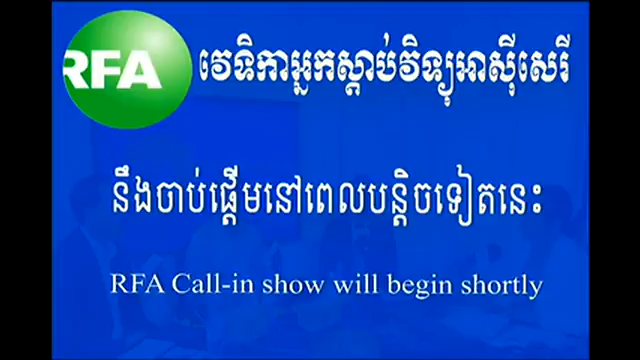 RFA
វេទិកាអ្នកស្តាប់វិទ្យុអាស៊ីសេរី
នឹងចាប់ផ្តើមនៅពេលបន្តិចទៀតនេះ
RFA Call-in show will begin shortly